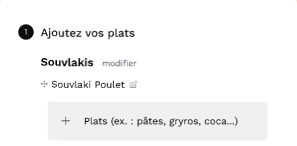 1 Ajoutez vos plats
Souvlakis modifier
Souvlaki Poulet
+ Plats (ex. : pâtes, gryros, coca...)